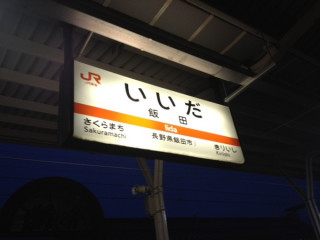 JR
いいだ
飯田
Iida
さくらまち
Sakuramachi
長野県飯田市
きりいし
Kiriishi